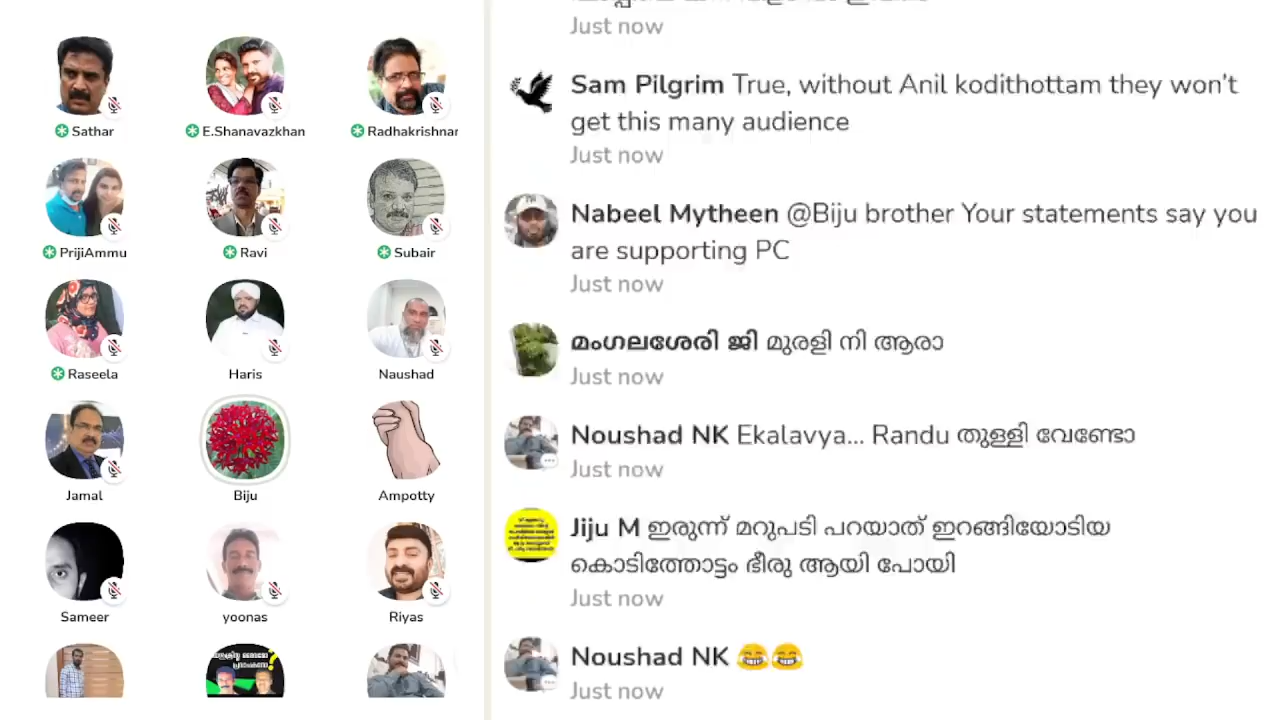 Sathar
E.Shanavazkhan
Radhakrishnar
PrijiAmmu
Ravi
Subair
Raseela
Haris
Naushad
Jamal
Biju
Ampotty
Sameer
yoonas
Riyas
Just now
Sam Pilgrim True, without Anil kodithottam they won't
get this many audience
Just now
Nabeel Mytheen @Biju brother Your statements say you
are supporting PC
Just now
മംഗലശേരി ജി മുരളി നി ആരാ
Just now
Noushad NK Ekalavya... Randu തുള്ളി വേണ്ടോ
Just now
Jiju M ഇരുന്ന് മറുപടി പറയാത് ഇറങ്ങിയോടിയ
കൊടിത്തോട്ടം ഭീരു ആയി പോയി
Just now
Noushad NK 😂😂
Just now